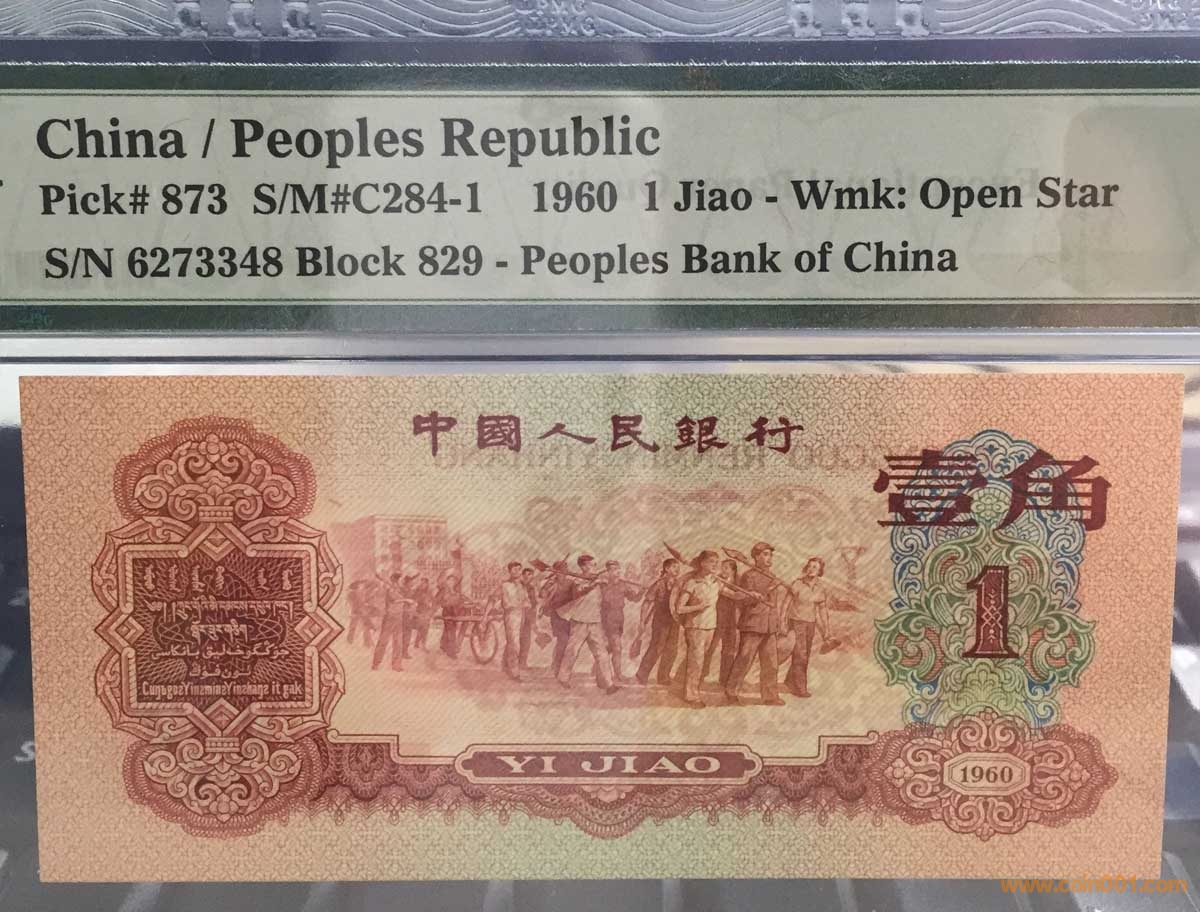 China / Peoples Republic
Pick# 873 S/M#C284-1 1960 1 Jiao - Wmk: Open Star
S/N 6273348 Block 829 - Peoples Bank of China
中國人民銀行
壹角
1
YI JIAO
1960
www.coin001.com